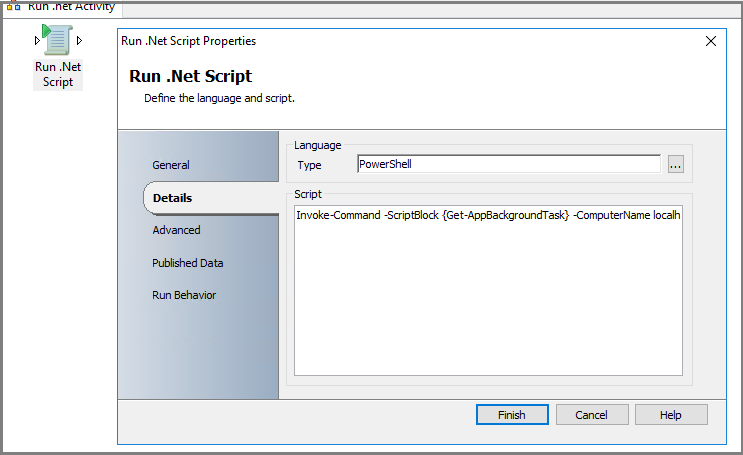 Run .net Activity
Run .Net
Script
Run .Net Script Properties
Run .Net Script
Define the language and script.
General
Details
Advanced
Published Data
Run Behavior
Language
Type
PowerShell
...
Script
Invoke-Command -ScriptBlock {Get-AppBackgroundTask} -ComputerName localh
Finish
Cancel
Help